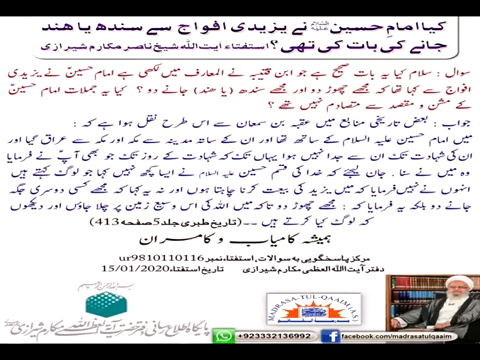 کیا امامِ حسین علیہ السلام نے یزیدی افواج سے سندھ یا ھند
جانے کی بات کی تھی؟ استفتاء آیت اللہ شیخ ناصر مکارم شیرازی
سوال : سلام کیا یہ بات صحیح ہے جو ابن قتیبہ نے المعارف میں لکھی ہے امام حسینؑ نے یزیدی
افواج سے کہا تھا کہ مجھے چھوڑ دو اور مجھے سندھ (یا ھند) جانے دو ؟ کیا یہ جملات امام حسینؑ
کے مشن و مقصد سے متصادم نہیں تھے ؟
جواب : بعض تاریخی منابع میں عقبہ بن سمعان سے اس طرح نقل ہوا ہے کہ :
میں امام حسین علیہ السلام کے ساتھ تھا اور ان کے ساتھ مدینہ سے مکہ اور مکہ سے عراق گیا اور
ان کی شہادت تک ان سے جدا نہیں ہوا یہاں تک کہ شہادت کے روز تک جو بھی آپؑ نے فرمایا
وہ میں نے سنا ۔ جان لیجئے کہ خدا کی قسم حسین علیہ السلام نے ایسا کچھ نہیں کہا جو لوگ کہتے ہیں
انہوں نے نہیں فرمایا کہ میں یزید کی بیعت کرنا چاہتا ہوں اور نہ یہ کہا کہ مجھے کسی دوسری جگہ
جانے دو بلکہ یہ فرمایا کہ : مجھے چھوڑ دو تاکہ میں اللہ کی اس وسیع زمین پر چلا جاؤں اور دیکھوں
کہ لوگ کیا کرتے ہیں ۔۔(تاریخ طبری جلد5 صفحہ 413)
ہمیشہ کامیاب و کامران
مرکز پاسخگویی به سوالات، استفتاء نمبر ur9810110116
دفتر آیت اللہ العظمی مکارم شیرازی تاریخ استفتاء 15/01/2020
MADRASA-TUL-QAAIM(A.S)
+923332136992
facebook.com/madrasatulqaaim